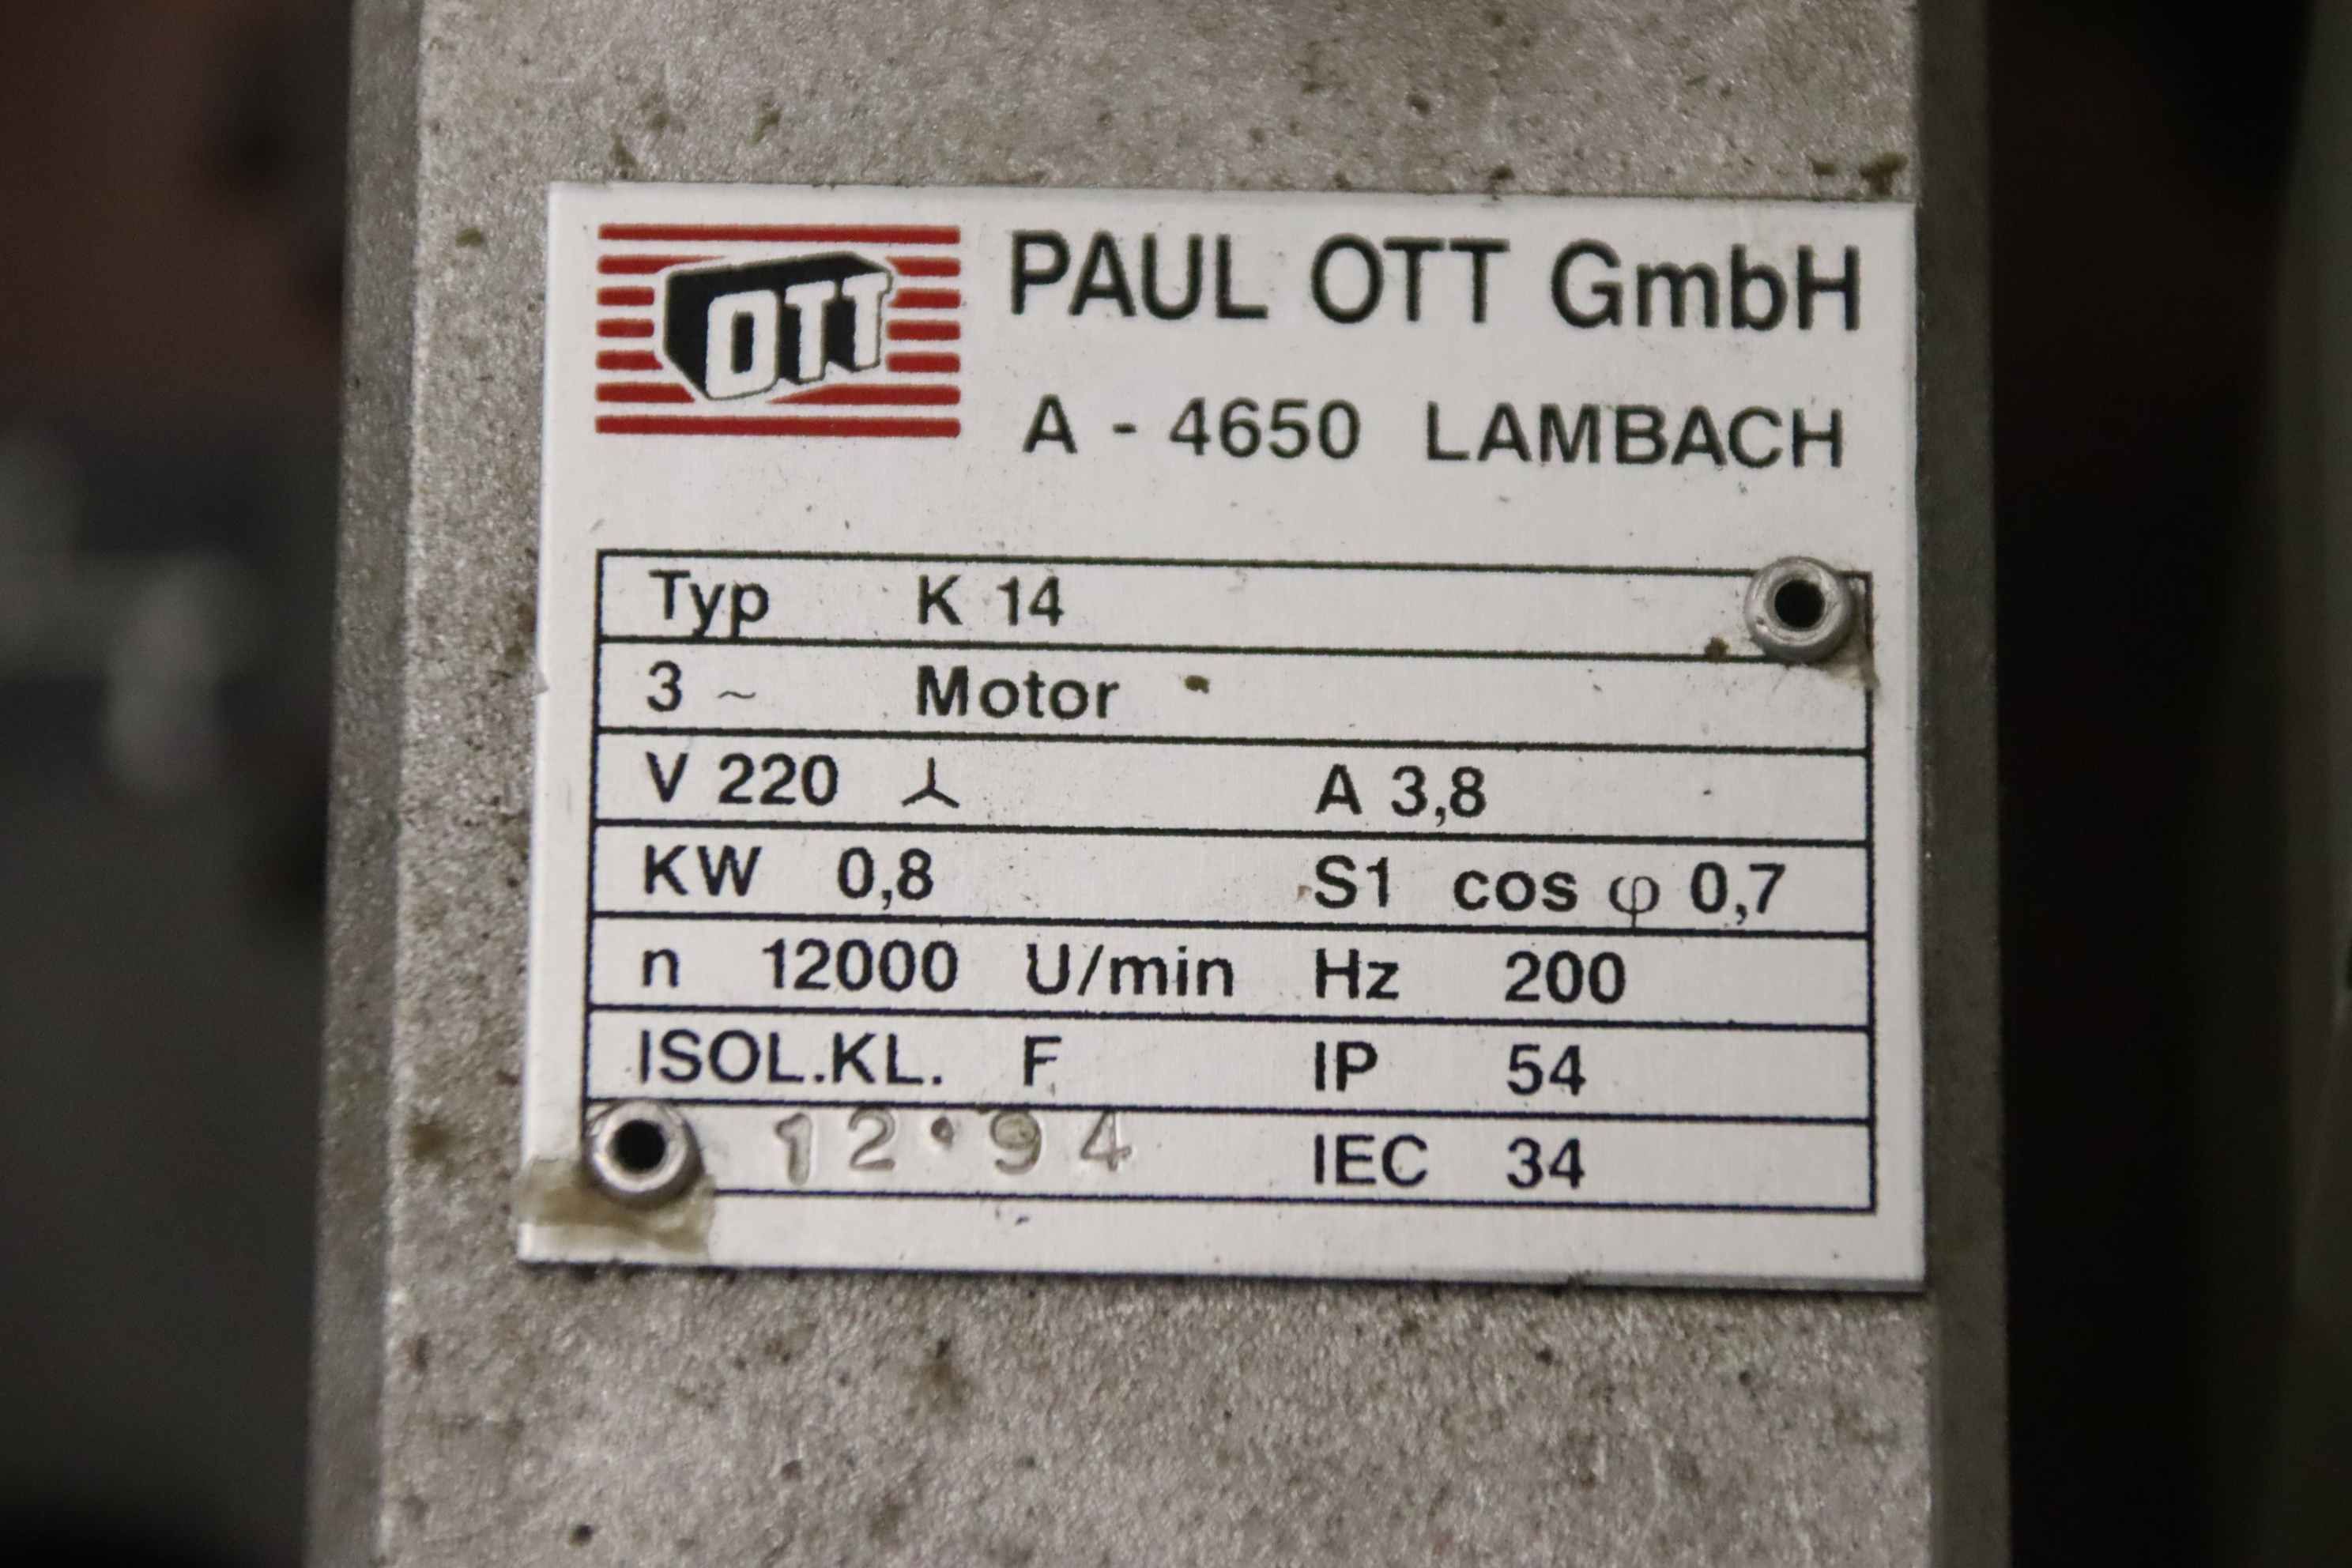 OTT
PAUL OTT GmbH
A - 4650 LAMBACH
Typ K 14
3 ~ Motor
V 220 A 3,8
KW 0,8 S1 cos φ 0,7
n 12000 U/min Hz 200
ISOL.KL. F IP 54
12·94 IEC 34